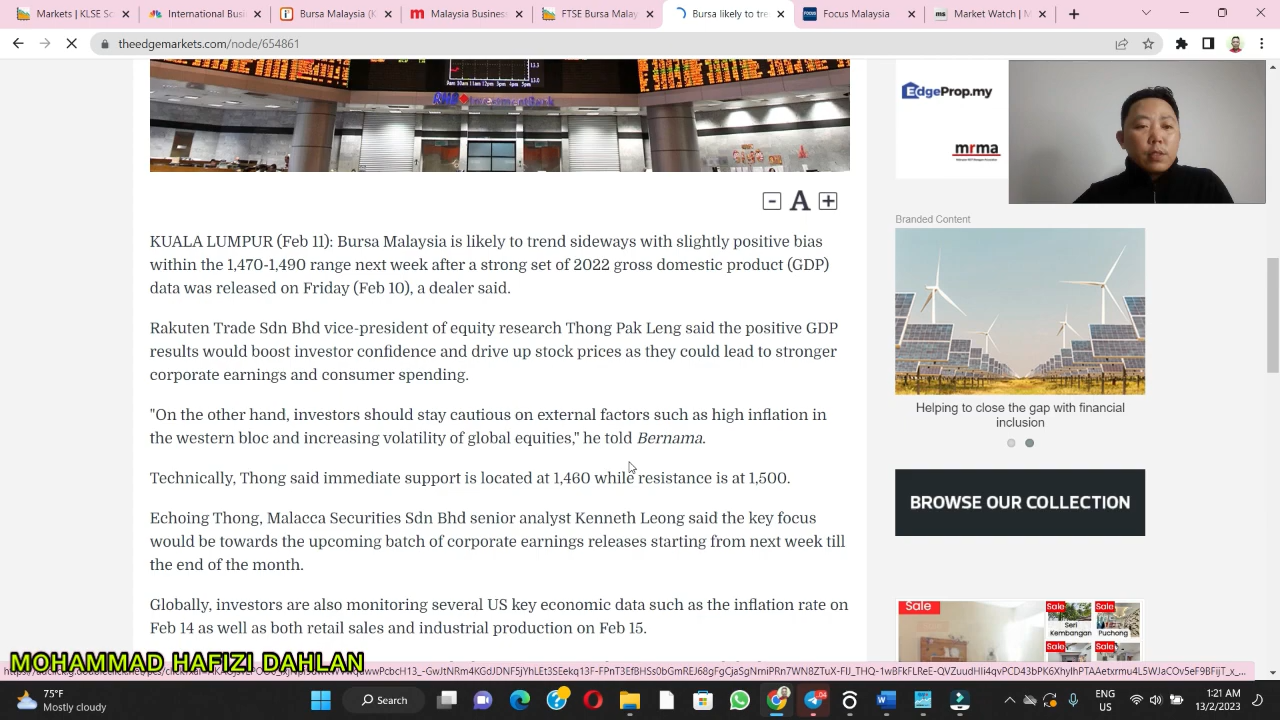 Markets | KLSE Sc
International Bu
Bursa Malaysia (K
Malaysia Business
FTSE Bursa Malay
Bursa likely to tre
Focus Malaysia
Market Watch | M
theedgemarkets.com/node/654861
EdgeProp.my
mrma
A
Branded Content
KUALA LUMPUR (Feb 11): Bursa Malaysia is likely to trend sideways with slightly positive bias
within the 1,470-1,490 range next week after a strong set of 2022 gross domestic product (GDP)
data was released on Friday (Feb 10), a dealer said.
Rakuten Trade Sdn Bhd vice-president of equity research Thong Pak Leng said the positive GDP
results would boost investor confidence and drive up stock prices as they could lead to stronger
corporate earnings and consumer spending.
"On the other hand, investors should stay cautious on external factors such as high inflation in
the western bloc and increasing volatility of global equities," he told Bernama.
Technically, Thong said immediate support is located at 1,460 while resistance is at 1,500.
Echoing Thong, Malacca Securities Sdn Bhd senior analyst Kenneth Leong said the key focus
would be towards the upcoming batch of corporate earnings releases starting from next week till
the end of the month.
Globally, investors are also monitoring several US key economic data such as the inflation rate on
Feb 14 as well as both retail sales and industrial production on Feb 15.
Helping to close the gap with financial
inclusion
BROWSE OUR COLLECTION
Sale
Sale
Sale
Seri
Kembangan
Puchong
Sale
Sale
MOHAMMAD HAFIZI DAHLAN
75°F
Mostly cloudy
Search
ENG
US
1:21 AM
13/2/2023